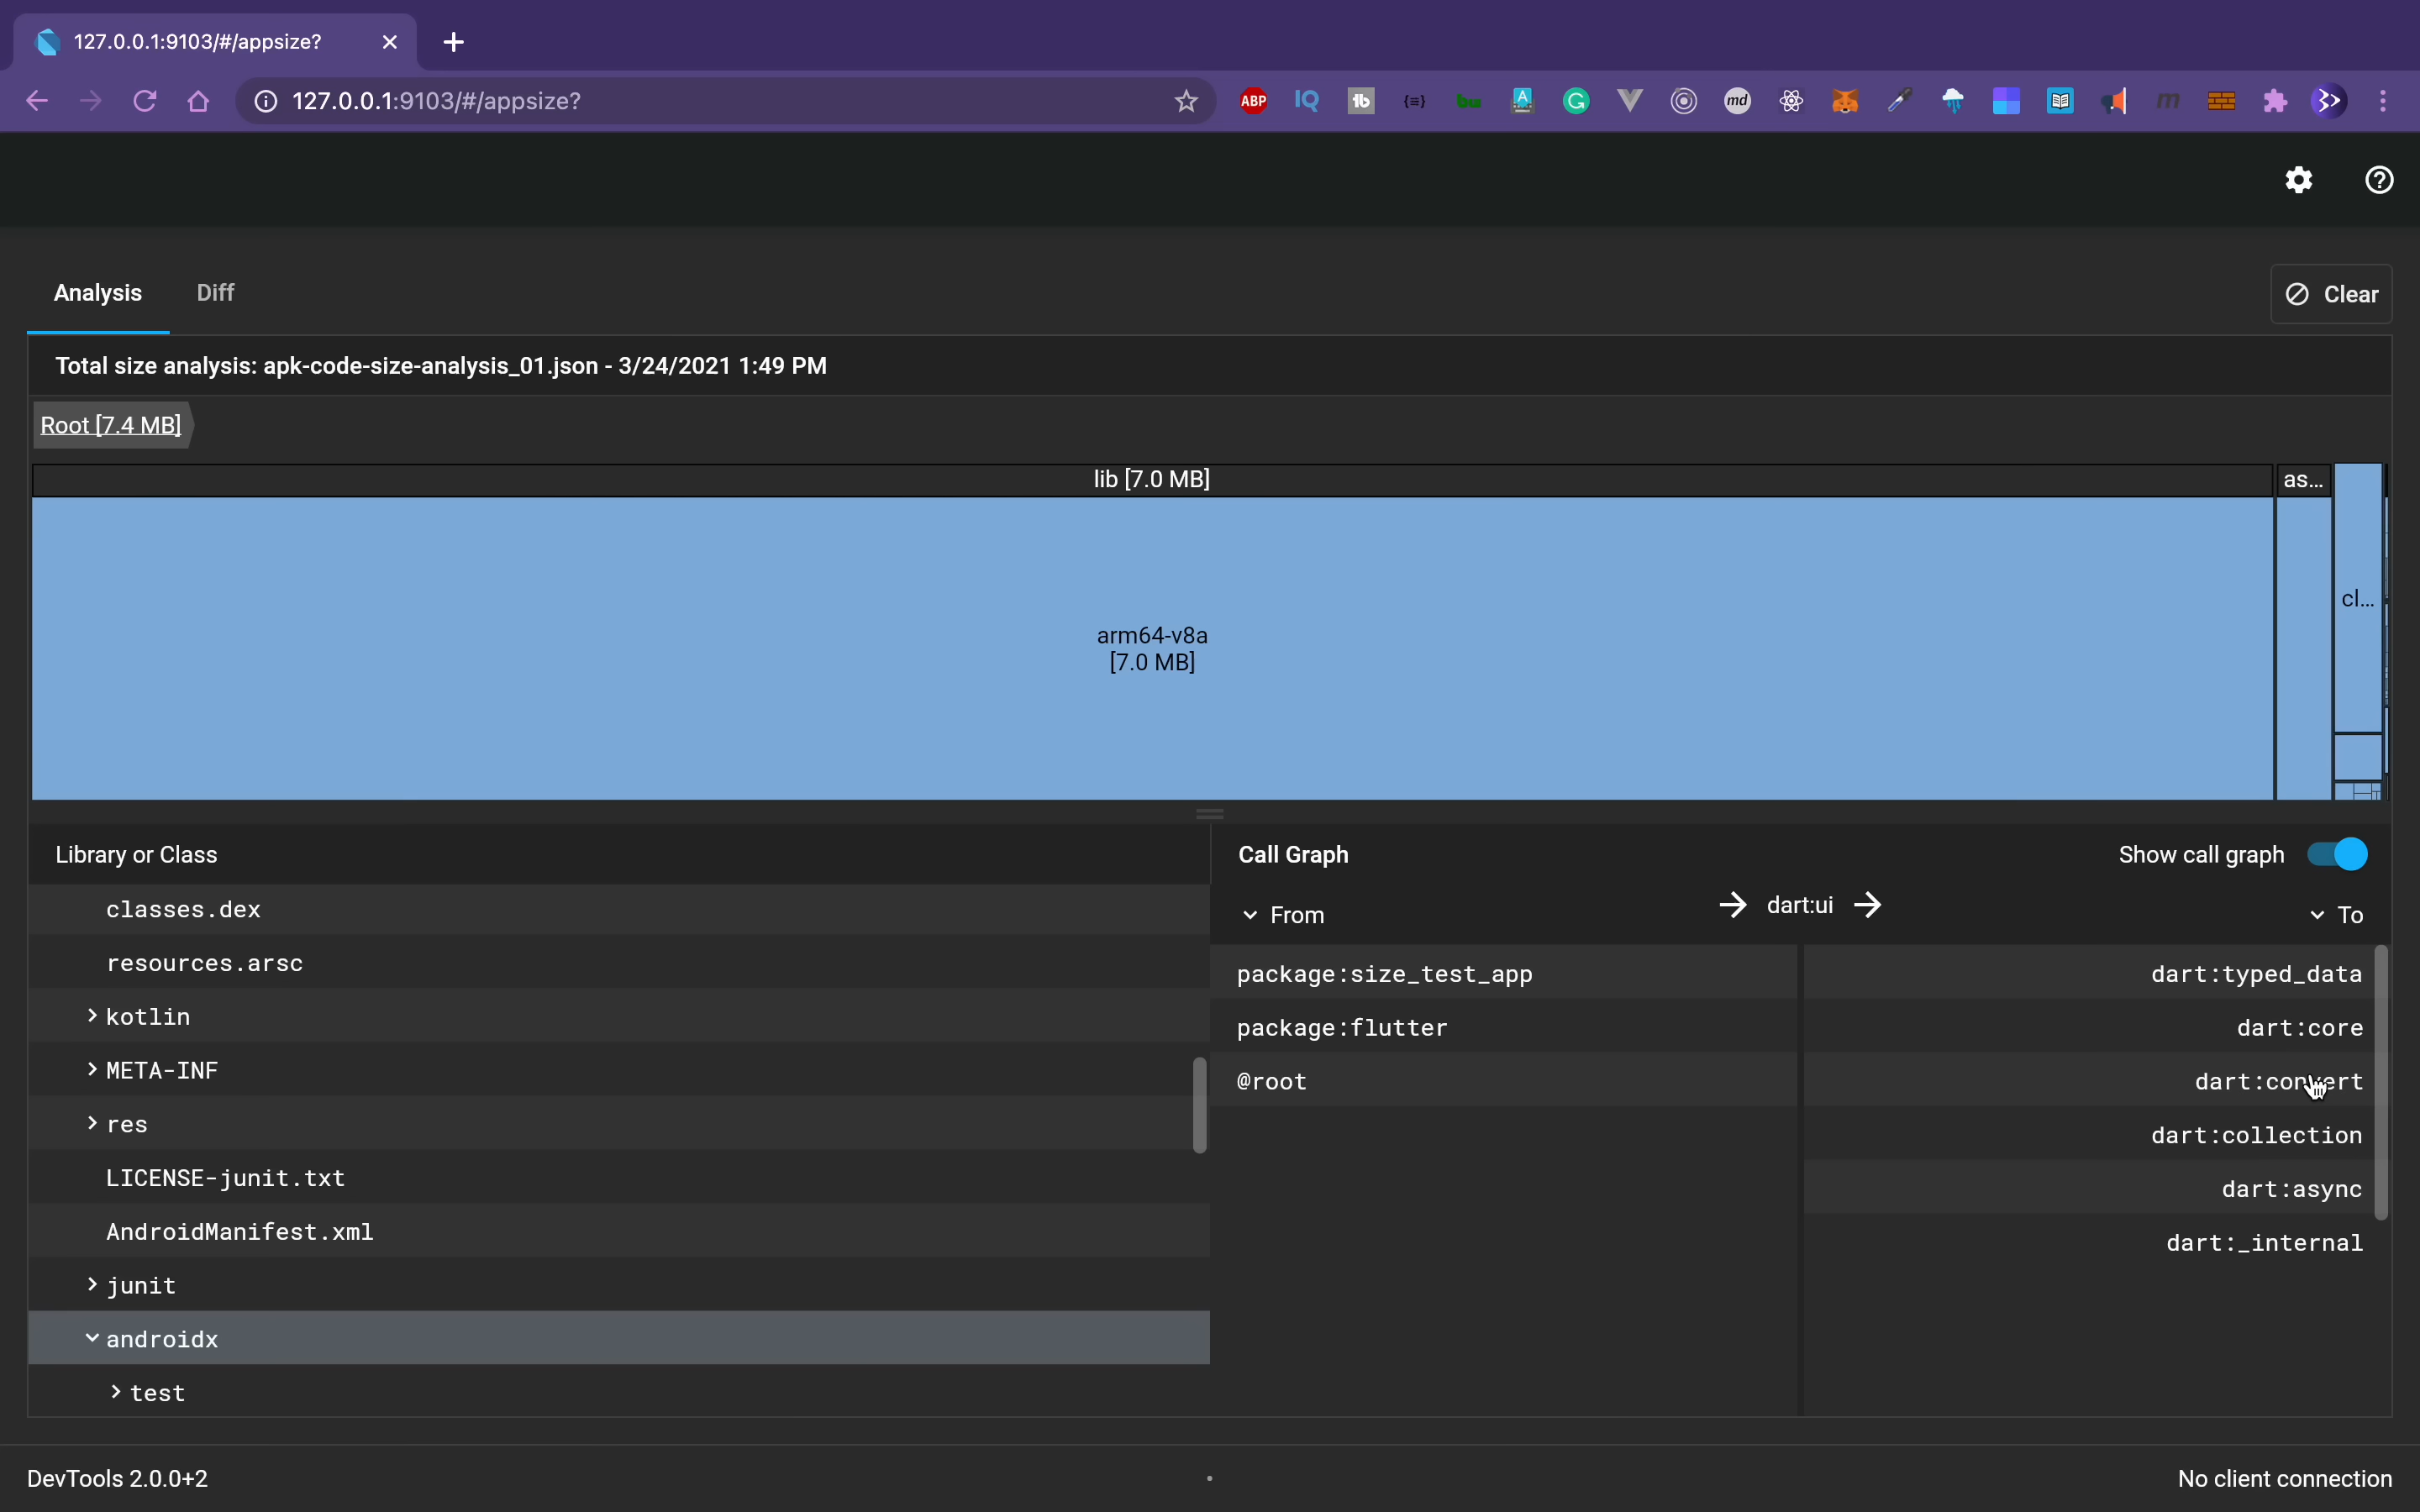 127.0.0.1:9103/#/appsize?
127.0.0.1:9103/#/appsize?
ABP
IQ
tb
{≡}
A
G
md
m
Analysis
Diff
Clear
Total size analysis: apk-code-size-analysis_01.json - 3/24/2021 1:49 PM
Root [7.4 MB]
lib [7.0 MB]
as...
cl...
arm64-v8a
[7.0 MB]
Library or Class
Call Graph
Show call graph
classes.dex
From
dart:ui
To
resources.arsc
package:size_test_app
dart:typed_data
kotlin
package:flutter
dart:core
META-INF
@root
dart:convert
res
dart:collection
LICENSE-junit.txt
dart:async
AndroidManifest.xml
dart:_internal
junit
androidx
test
DevTools 2.0.0+2
No client connection